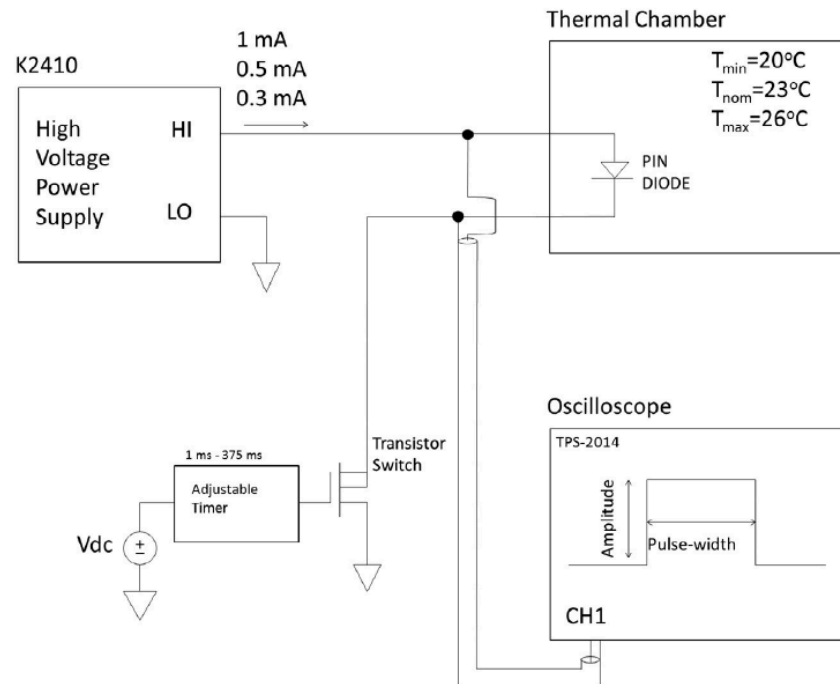 K2410
High
Voltage
Power
Supply
HI
LO
1 mA
0.5 mA
0.3 mA
Thermal Chamber
Tmin=20°C
Tnom=23°C
Tmax=26°C
PIN
DIODE
1 ms - 375 ms
Adjustable
Timer
Vdc
±
Transistor
Switch
Oscilloscope
TPS-2014
Amplitude
Pulse-width
CH1